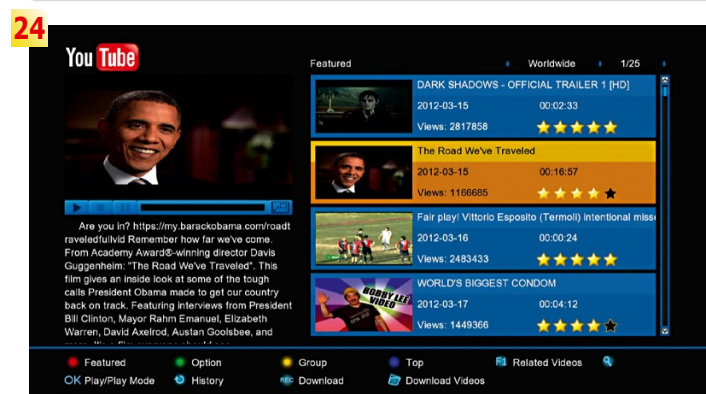 24
You Tube
Featured Worldwide 1/25
DARK SHADOWS - OFFICIAL TRAILER 1 [HD]
2012-03-15 00:02:33
Views: 2817858
The Road We've Traveled
2012-03-15 00:16:57
Views: 1166685
Fair play! Vittorio Esposito (Termoli) intentional miss
2012-03-16 00:00:24
Views: 2483433
BOBBY LEE
VIDEO
WORLD'S BIGGEST CONDOM
2012-03-17 00:04:12
Views: 1449366
Are you in? https://my.barackobama.com/roadt
raveledfullvid Remember how far we've come.
From Academy Award®-winning director Davis
Guggenheim: "The Road We've Traveled". This
film gives an inside look at some of the tough
calls President Obama made to get our country
back on track. Featuring interviews from President
Bill Clinton, Mayor Rahm Emanuel, Elizabeth
Warren, David Axelrod, Austan Goolsbee, and
Featured Option Group Top F1 Related Videos
OK Play/Play Mode History REC Download Download Videos